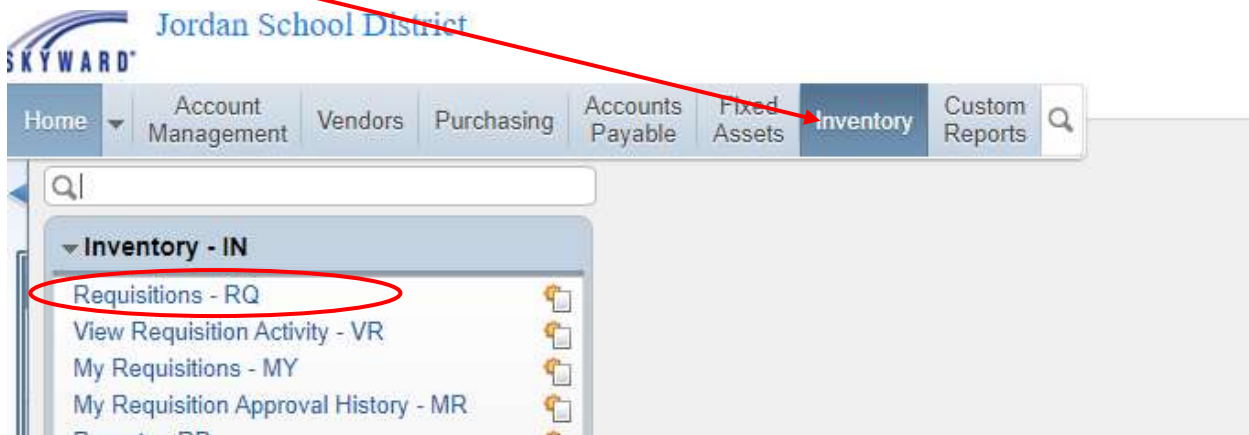 Jordan School District
SKYWARD
Home
Account Management
Vendors
Purchasing
Accounts Payable
Fixed Assets
Inventory
Custom Reports
Inventory - IN
Requisitions - RQ
View Requisition Activity - VR
My Requisitions - MY
My Requisition Approval History - MR